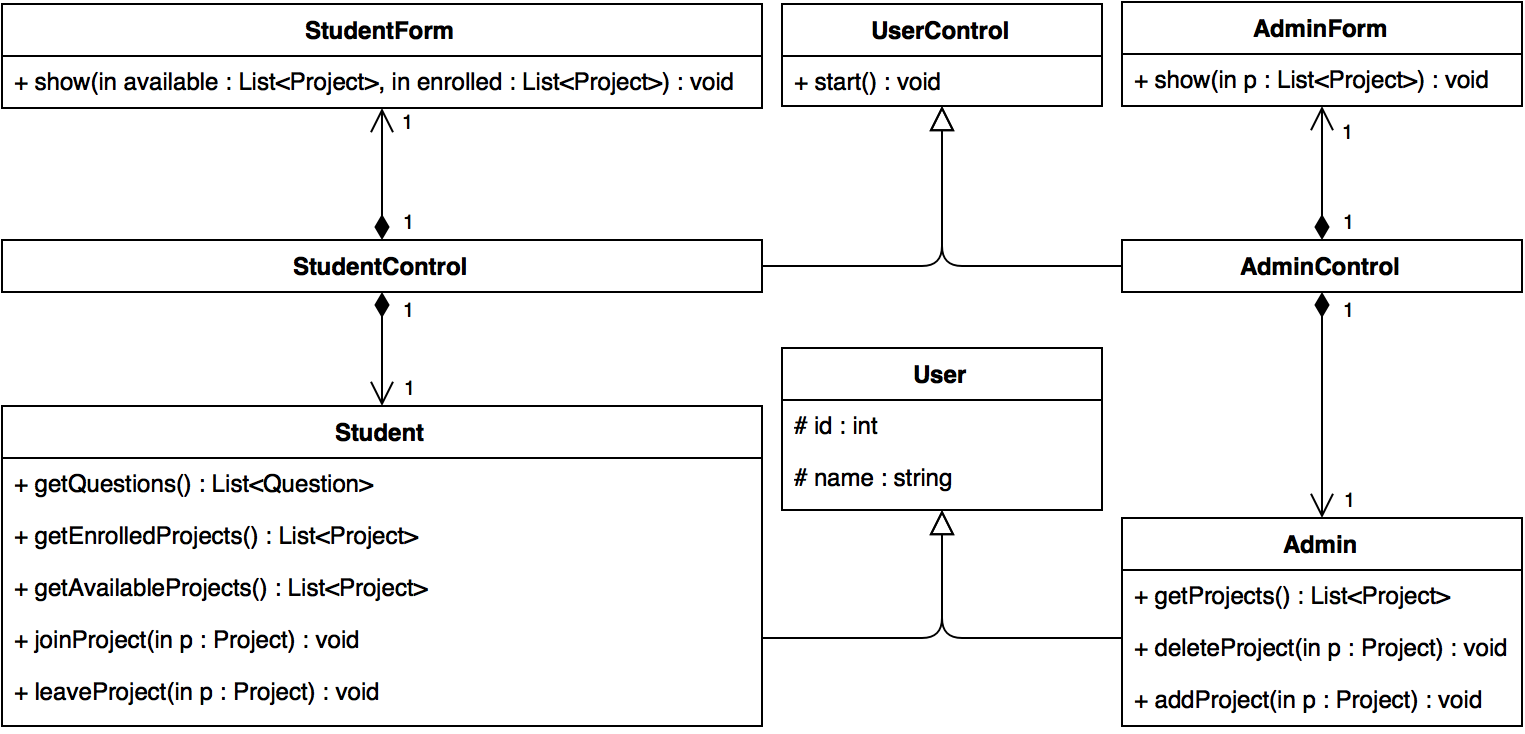 StudentForm
+ show(in available : List<Project>, in enrolled : List<Project>) : void
UserControl
+ start() : void
AdminForm
+ show(in p : List<Project>) : void
1
1
1
1
StudentControl
AdminControl
1
1
1
1
User
# id : int
# name : string
Student
+ getQuestions() : List<Question>
+ getEnrolledProjects() : List<Project>
+ getAvailableProjects() : List<Project>
+ joinProject(in p : Project) : void
+ leaveProject(in p : Project) : void
Admin
+ getProjects() : List<Project>
+ deleteProject(in p : Project) : void
+ addProject(in p : Project) : void